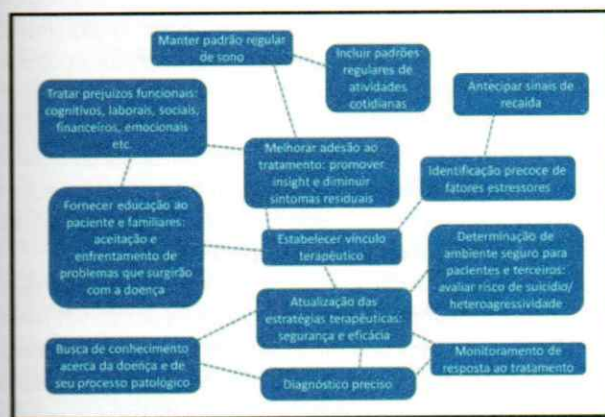 Manter padrão regular
de sono
Incluir padrões
regulares de
atividades
cotidianas
Antecipar sinais de
recaída
Tratar prejuízos funcionais:
cognitivos, laborais, sociais,
financeiros, emocionais
etc.
Melhorar adesão ao
tratamento: promover
insight e diminuir
sintomas residuais
Identificação precoce de
fatores estressores
Fornecer educação ao
paciente e familiares:
aceitação e
enfrentamento de
problemas que surgirão
com a doença
Estabelecer vínculo
terapêutico
Determinação de
ambiente seguro para
pacientes e terceiros:
avaliar risco de suicídio/
heteroagressividade
Atualização das
estratégias terapêuticas:
segurança e eficácia
Busca de conhecimento
acerca da doença e de
seu processo patológico
Monitoramento de
resposta ao tratamento
Diagnóstico preciso